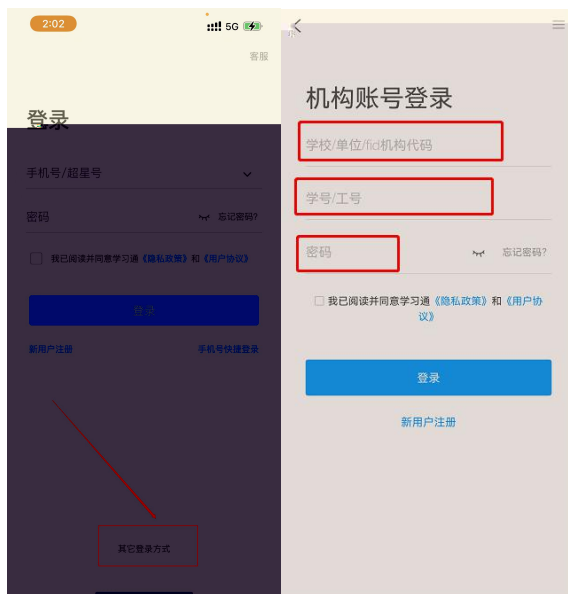 2:02
5G
客服
登录
手机号/超星号
密码
忘记密码?
我已阅读并同意学习通《隐私政策》和《用户协议》
登录
新用户注册
手机号快捷登录
其它登录方式
机构账号登录
学校/单位/fid机构代码
学号/工号
密码
忘记密码?
我已阅读并同意学习通《隐私政策》和《用户协
议》
登录
新用户注册